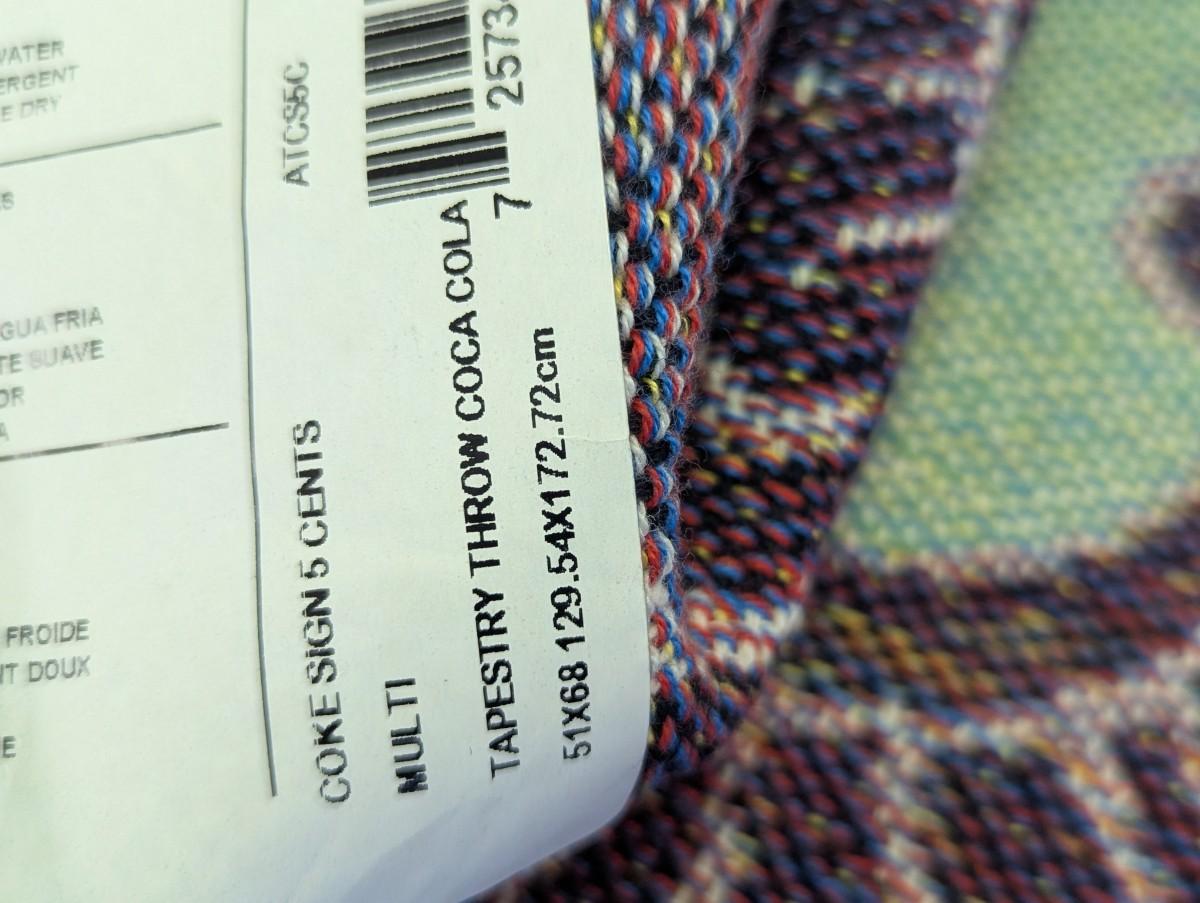 WATER
ERGENT
E DRY
GUA FRIA
TE SUAVE
OR
A
FROIDE
NT DOUX
E
ATCS5C
COKE SIGN 5 CENTS
MULTI
TAPESTRY THROW COCA COLA
51X68 129.54X172.72cm
7 2573